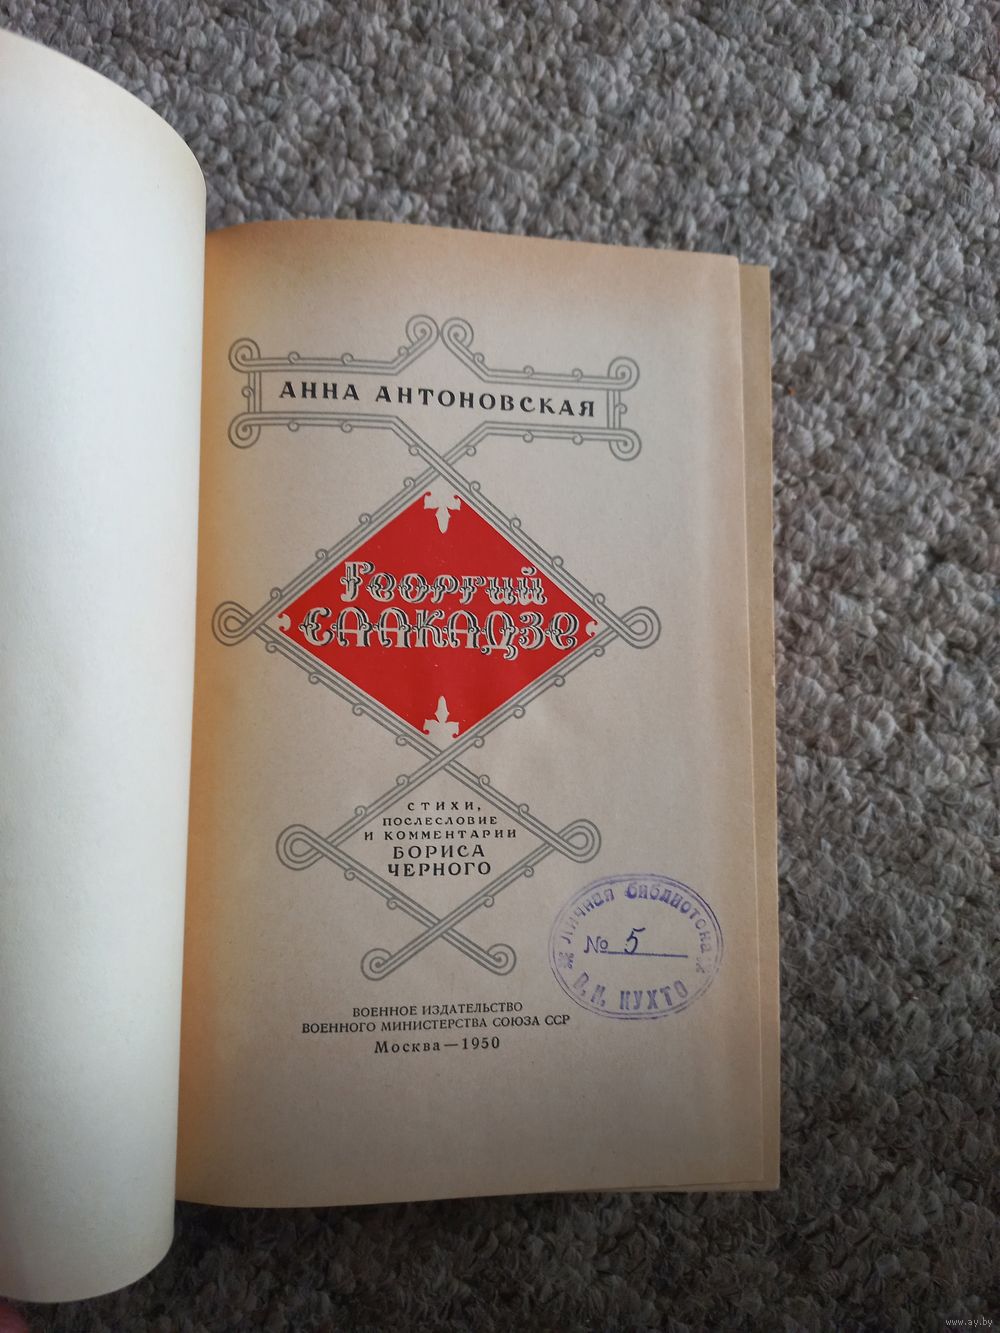 АННА АНТОНОВСКАЯ
Георгий
СААКАДЗЕ
СТИХИ,
ПОСЛЕСЛОВИЕ
И КОММЕНТАРИИ
БОРИСА
ЧЕРНОГО
Личная библиотека
№ 5
В. И. КУХТО
ВОЕННОЕ ИЗДАТЕЛЬСТВО
ВОЕННОГО МИНИСТЕРСТВА СОЮЗА ССР
Москва — 1950
www.ay.by